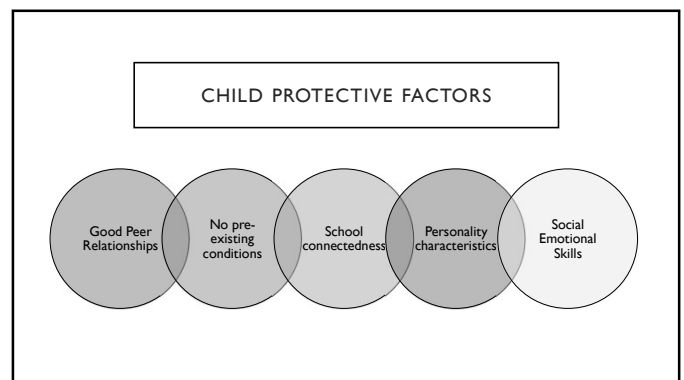 CHILD PROTECTIVE FACTORS
Good Peer
Relationships
No pre-
existing
conditions
School
connectedness
Personality
characteristics
Social
Emotional
Skills